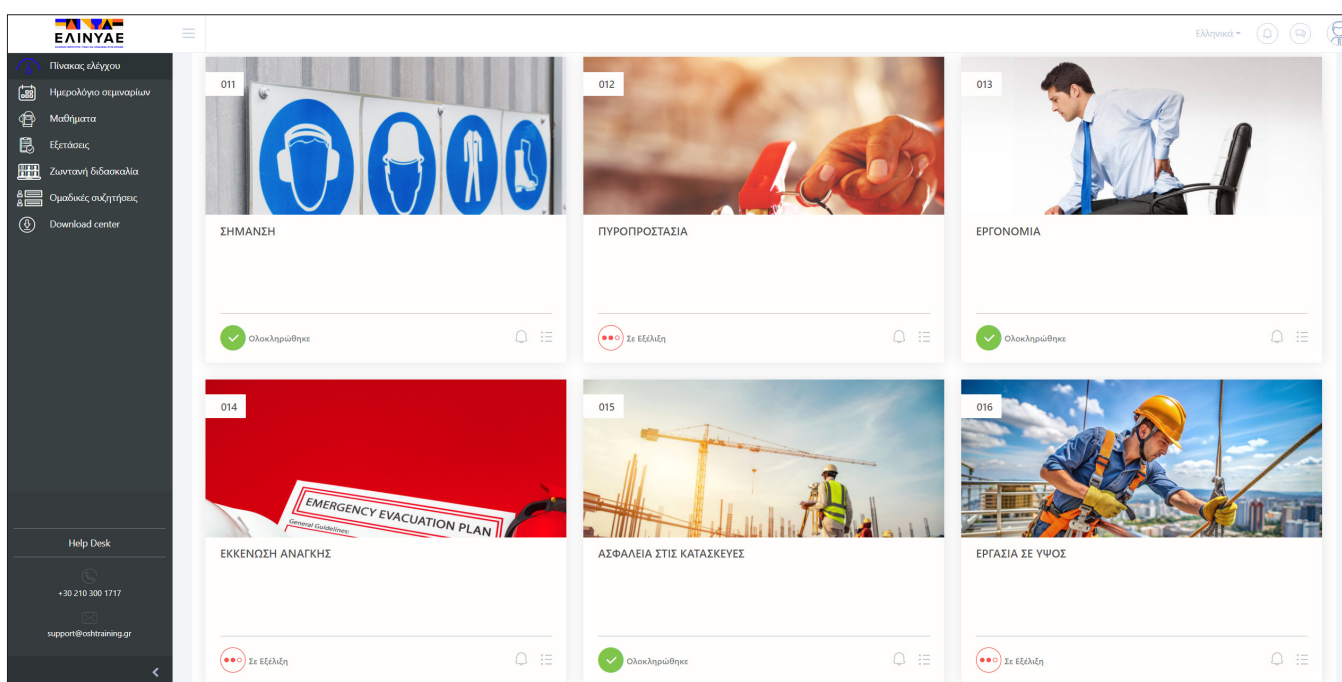 ΕΛΙΝΥΑΕ
Ελληνικά
Πίνακας ελέγχου
Ημερολόγιο σεμιναρίων
Μαθήματα
Εξετάσεις
Ζωντανή διδασκαλία
Ομαδικές συζητήσεις
Download center
Help Desk
+30 210 300 1717
support@oshtraining.gr
011
ΣΗΜΑΝΣΗ
Ολοκληρώθηκε
012
ΠΥΡΟΠΡΟΣΤΑΣΙΑ
Σε Εξέλιξη
013
ΕΡΓΟΝΟΜΙΑ
Ολοκληρώθηκε
014
EMERGENCY EVACUATION PLAN
General Guidelines:
ΕΚΚΕΝΩΣΗ ΑΝΑΓΚΗΣ
Σε Εξέλιξη
015
ΑΣΦΑΛΕΙΑ ΣΤΙΣ ΚΑΤΑΣΚΕΥΕΣ
Ολοκληρώθηκε
016
ΕΡΓΑΣΙΑ ΣΕ ΥΨΟΣ
Σε Εξέλιξη